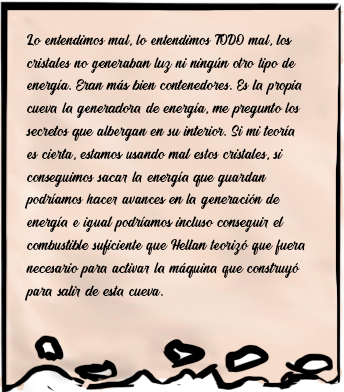 Lo entendimos mal, lo entendimos TODO mal, los
cristales no generaban luz ni ningún otro tipo de
energía. Eran más bien contenedores. Es la propia
cueva la generadora de energía, me pregunto los
secretos que albergan en su interior. Si mi teoría
es cierta, estamos usando mal estos cristales, si
conseguimos sacar la energía que guardan
podríamos hacer avances en la generación de
energía e igual podríamos incluso conseguir el
combustible suficiente que Hellan teorizó que fuera
necesario para activar la máquina que construyó
para salir de esta cueva.